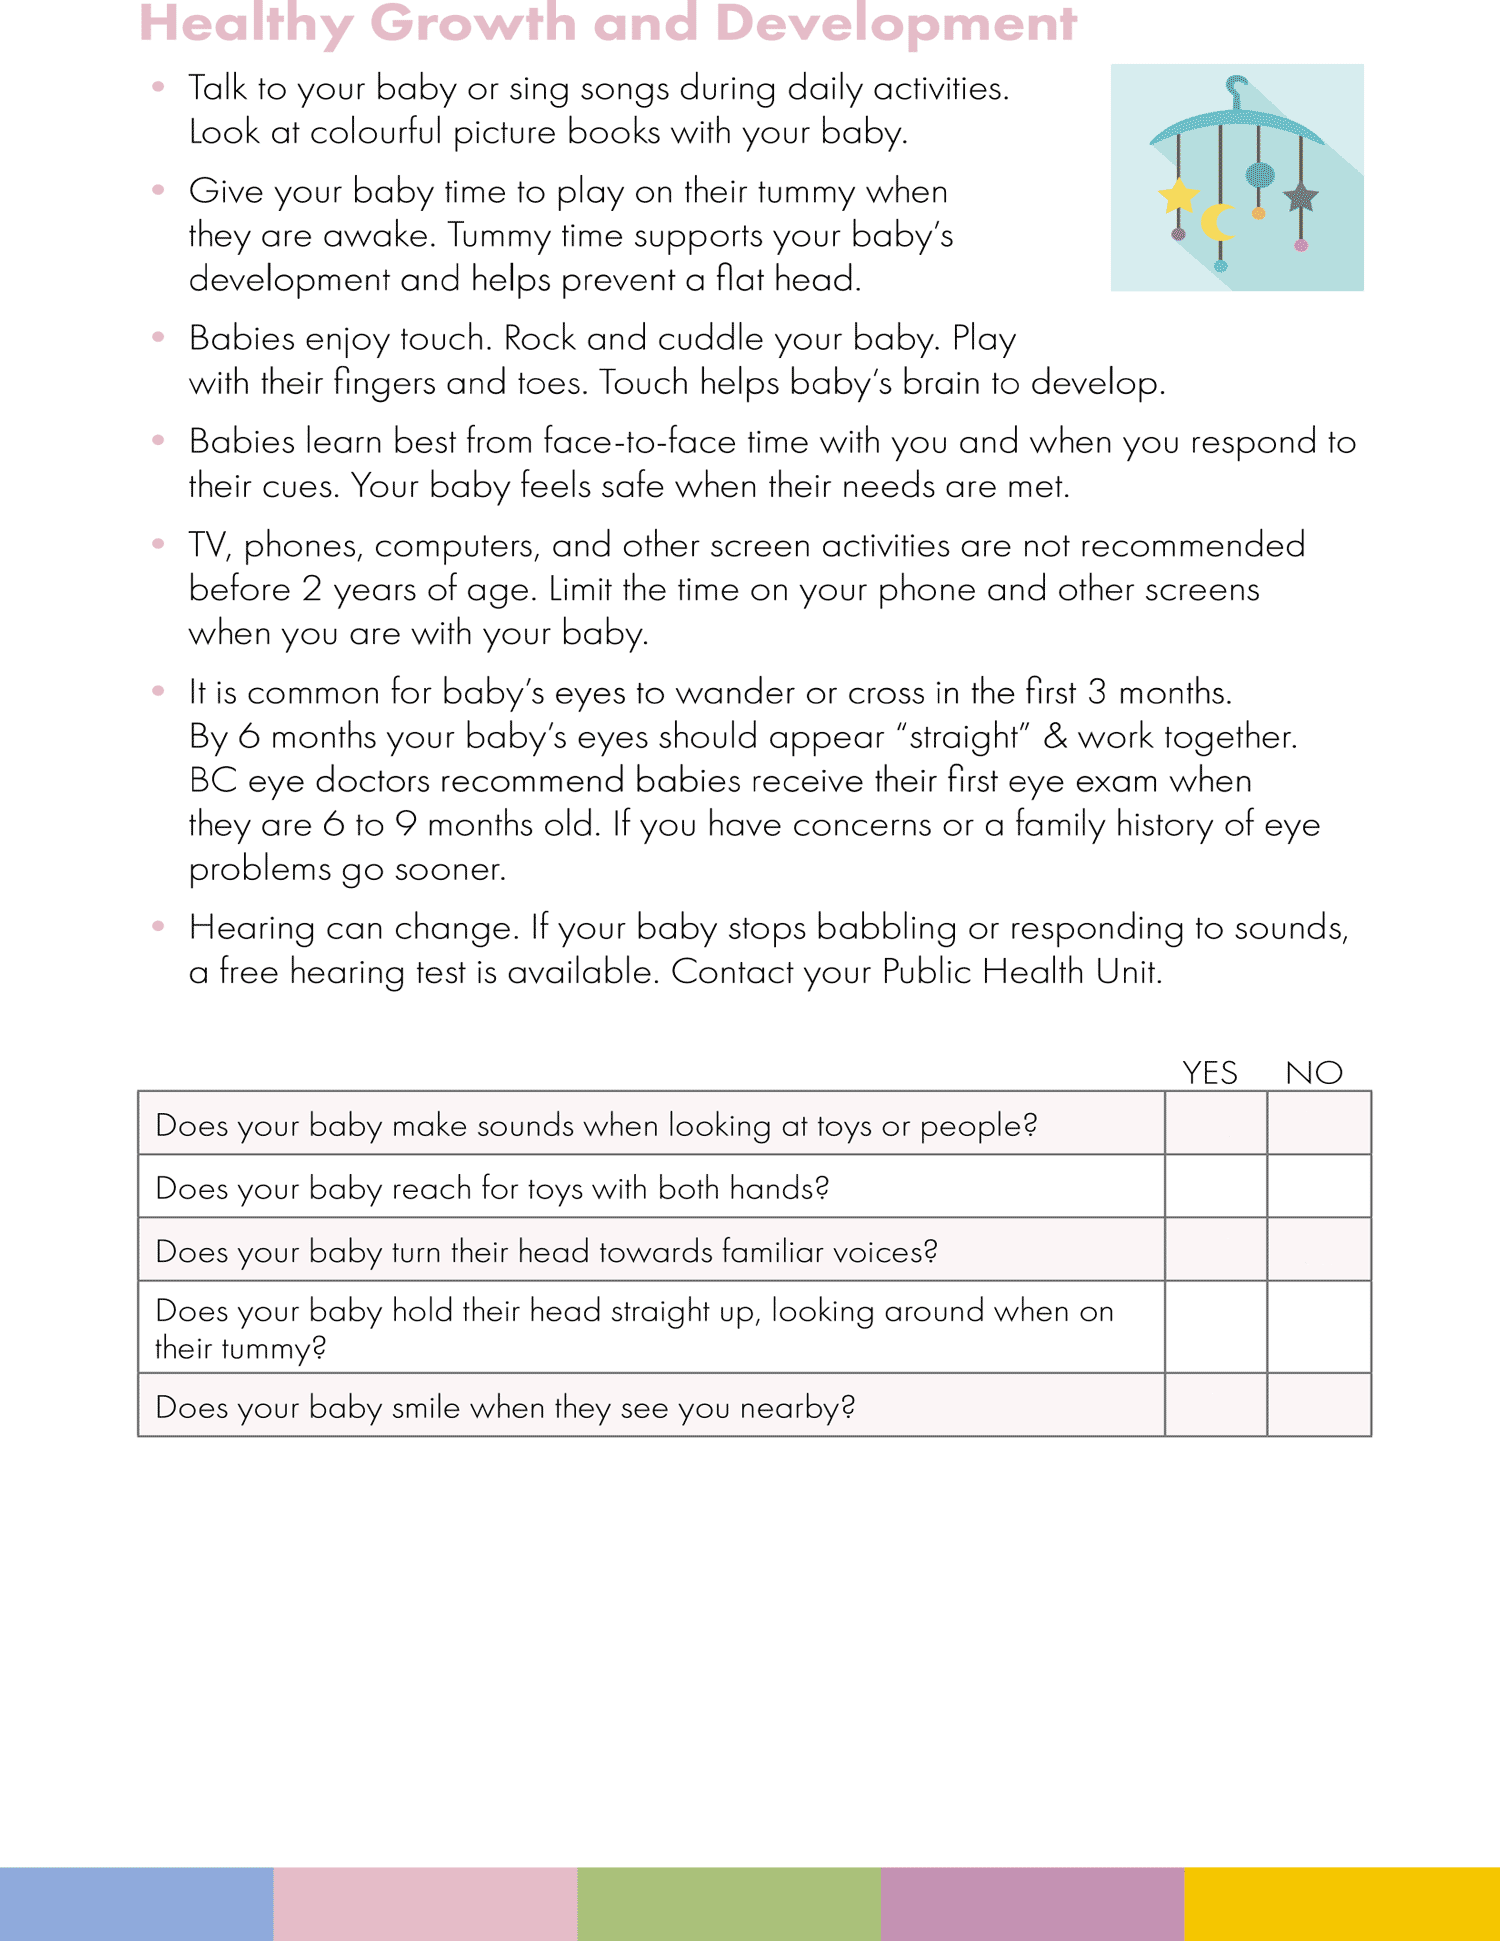 Healthy Growth and Development
• Talk to your baby or sing songs during daily activities.
Look at colourful picture books with your baby.
• Give your baby time to play on their tummy when
they are awake. Tummy time supports your baby’s
development and helps prevent a flat head.
• Babies enjoy touch. Rock and cuddle your baby. Play
with their fingers and toes. Touch helps baby’s brain to develop.
• Babies learn best from face-to-face time with you and when you respond to
their cues. Your baby feels safe when their needs are met.
• TV, phones, computers, and other screen activities are not recommended
before 2 years of age. Limit the time on your phone and other screens
when you are with your baby.
• It is common for baby’s eyes to wander or cross in the first 3 months.
By 6 months your baby’s eyes should appear “straight” & work together.
BC eye doctors recommend babies receive their first eye exam when
they are 6 to 9 months old. If you have concerns or a family history of eye
problems go sooner.
• Hearing can change. If your baby stops babbling or responding to sounds,
a free hearing test is available. Contact your Public Health Unit.
YES NO
Does your baby make sounds when looking at toys or people?
Does your baby reach for toys with both hands?
Does your baby turn their head towards familiar voices?
Does your baby hold their head straight up, looking around when on
their tummy?
Does your baby smile when they see you nearby?